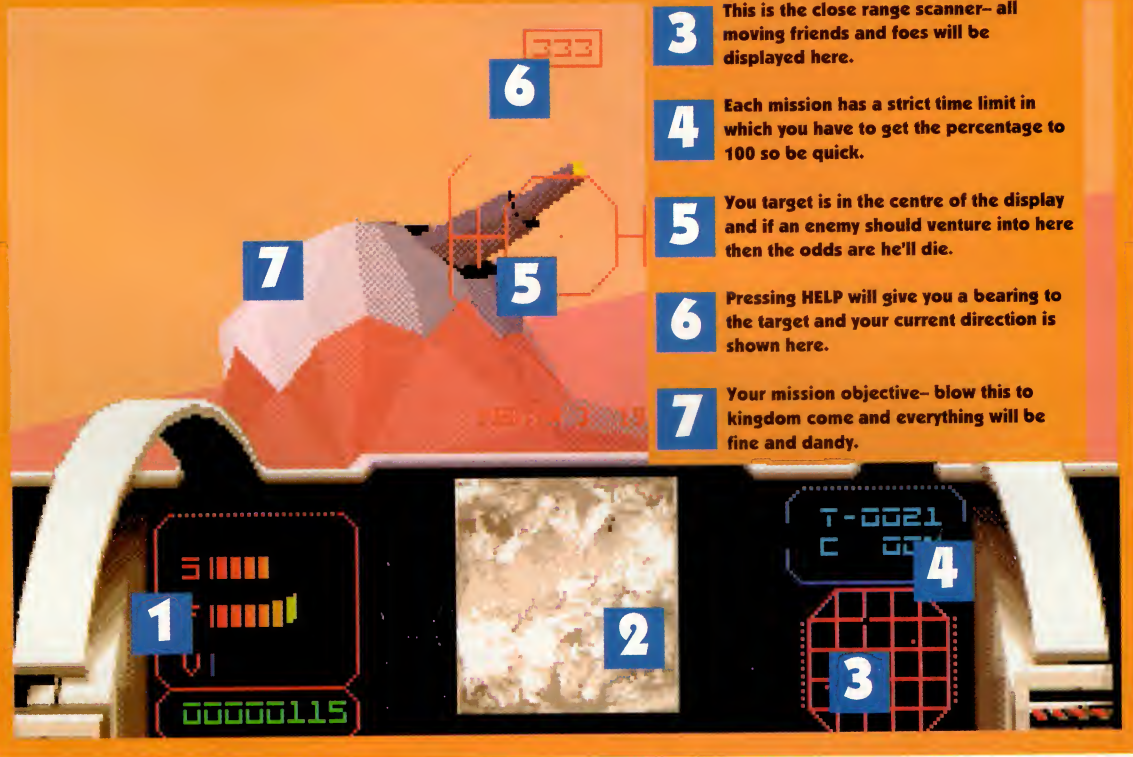 3
This is the close range scanner– all
moving friends and foes will be
displayed here.
4
Each mission has a strict time limit in
which you have to get the percentage to
100 so be quick.
5
You target is in the centre of the display
and if an enemy should venture into here
then the odds are he'll die.
6
Pressing HELP will give you a bearing to
the target and your current direction is
shown here.
7
Your mission objective– blow this to
kingdom come and everything will be
fine and dandy.
333
6
7
5
S
1
V
00000115
2
T-0021
C
4
3